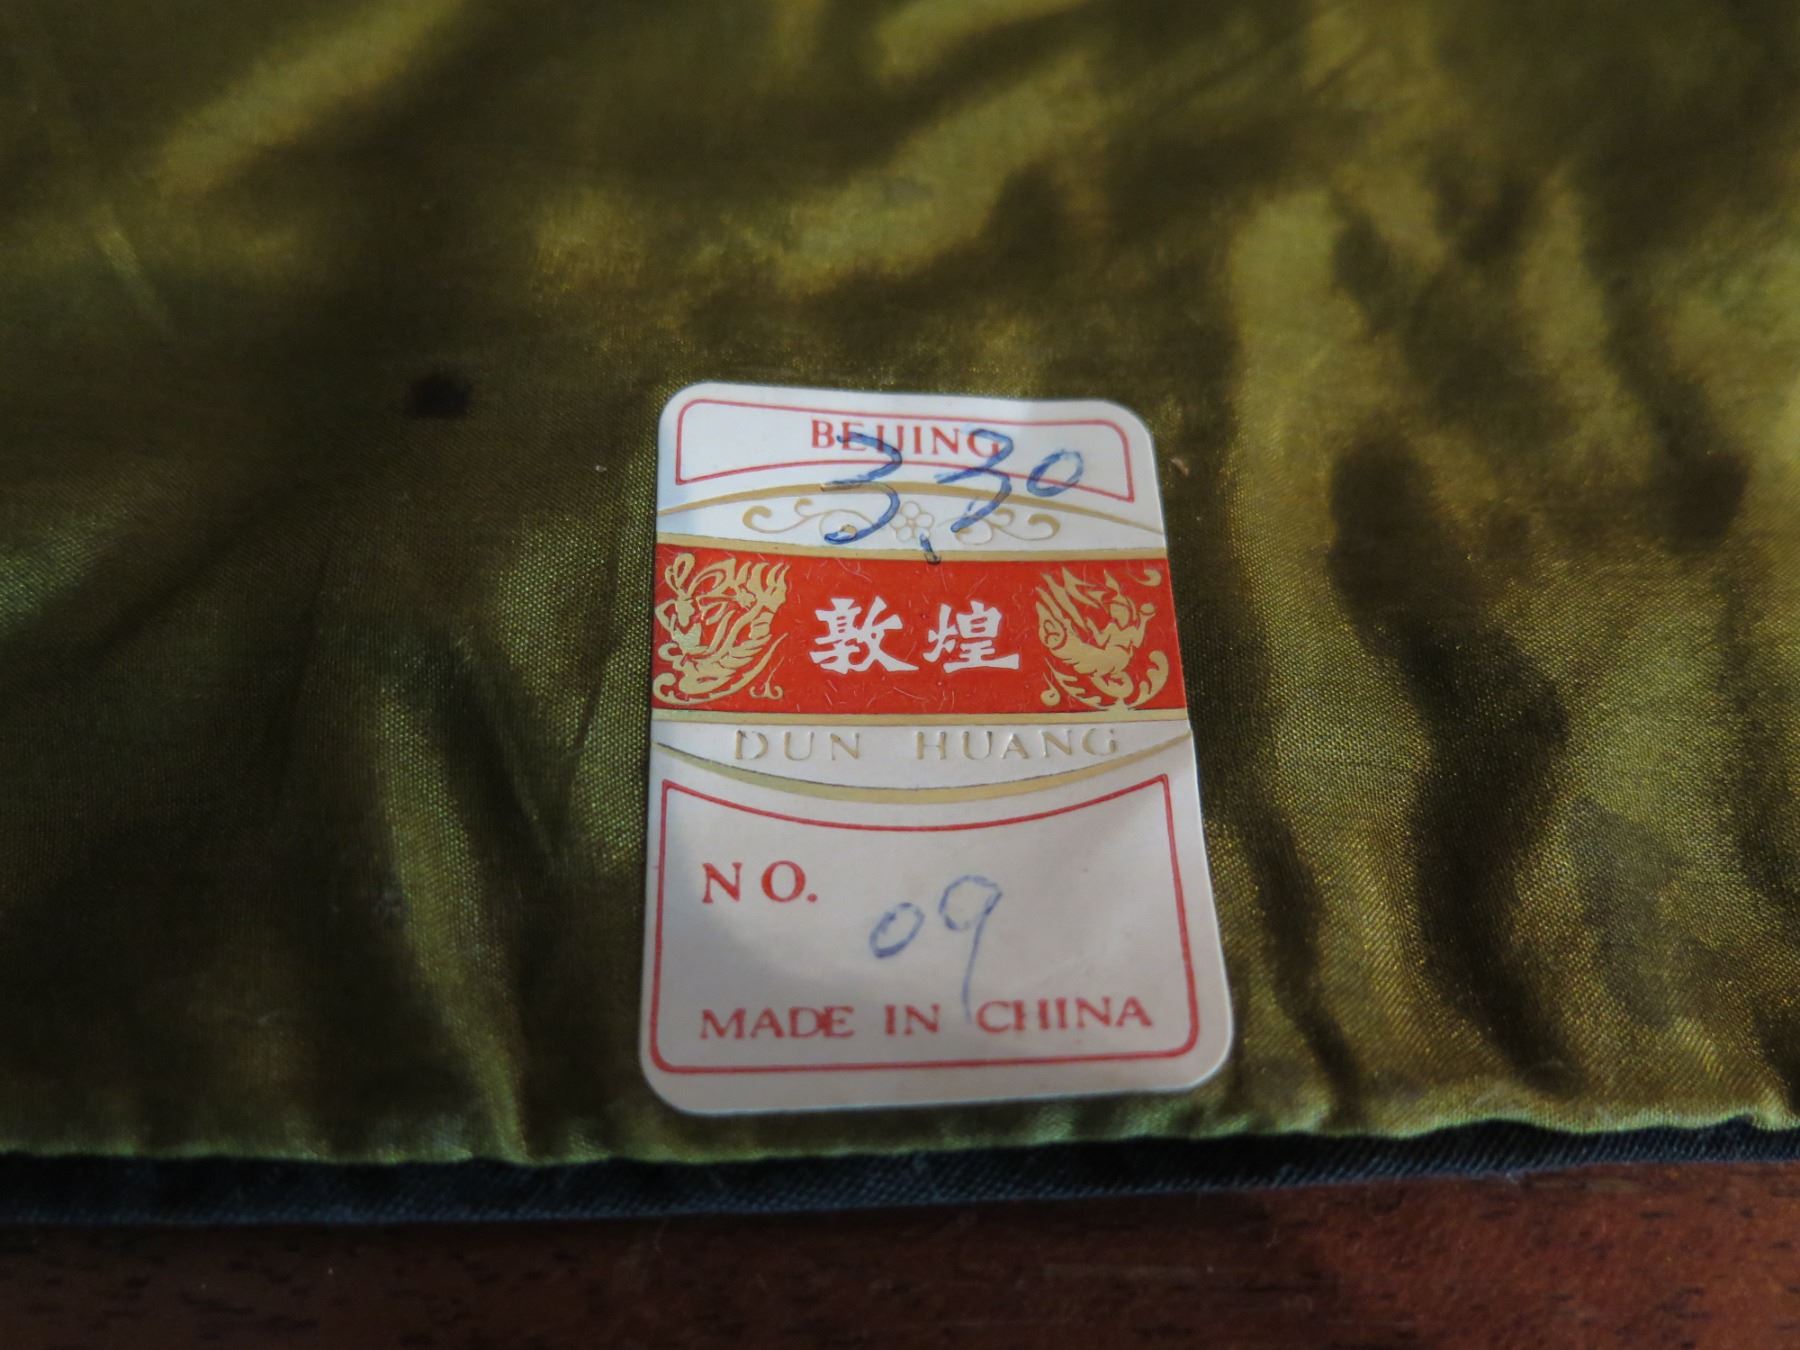 BEIJING
3.30
敦煌
DUN HUANG
NO. 09
MADE IN CHINA